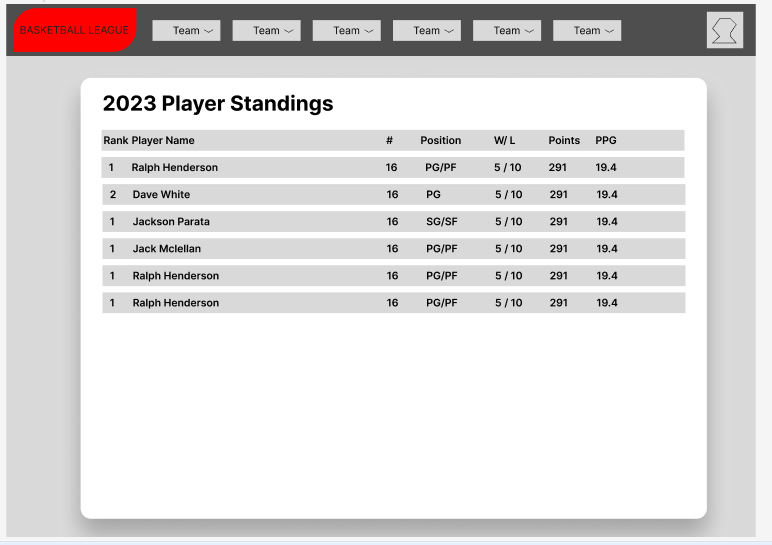 BASKETBALL LEAGUE Team Team Team Team Team Team
2023 Player Standings
Rank Player Name # Position W/ L Points PPG
1 Ralph Henderson 16 PG/PF 5 / 10 291 19.4
2 Dave White 16 PG 5 / 10 291 19.4
1 Jackson Parata 16 SG/SF 5 / 10 291 19.4
1 Jack Mclellan 16 PG/PF 5 / 10 291 19.4
1 Ralph Henderson 16 PG/PF 5 / 10 291 19.4
1 Ralph Henderson 16 PG/PF 5 / 10 291 19.4